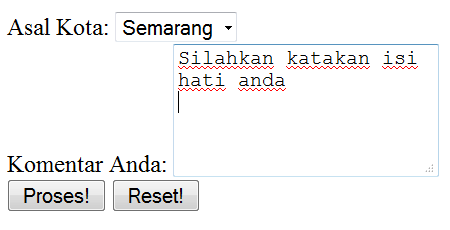 Asal Kota: Semarang
Silahkan katakan isi
hati anda
Komentar Anda:
Proses! Reset!